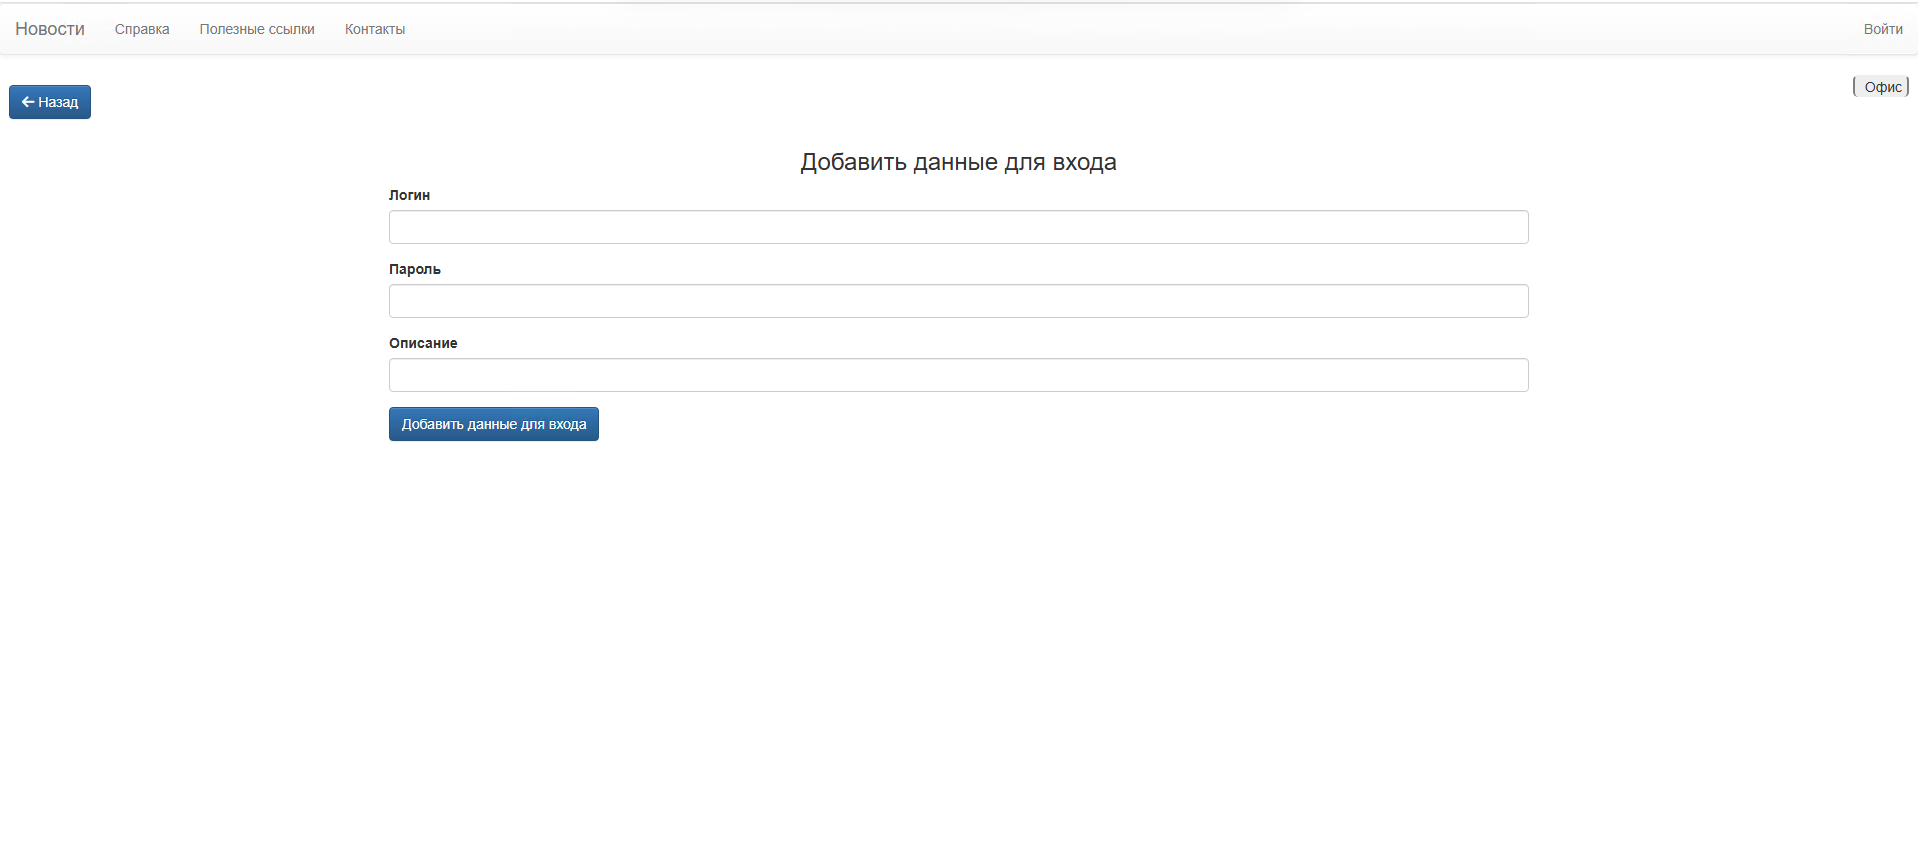 Новости Справка Полезные ссылки Контакты Войти
Назад Офис
Добавить данные для входа
Логин
Пароль
Описание
Добавить данные для входа